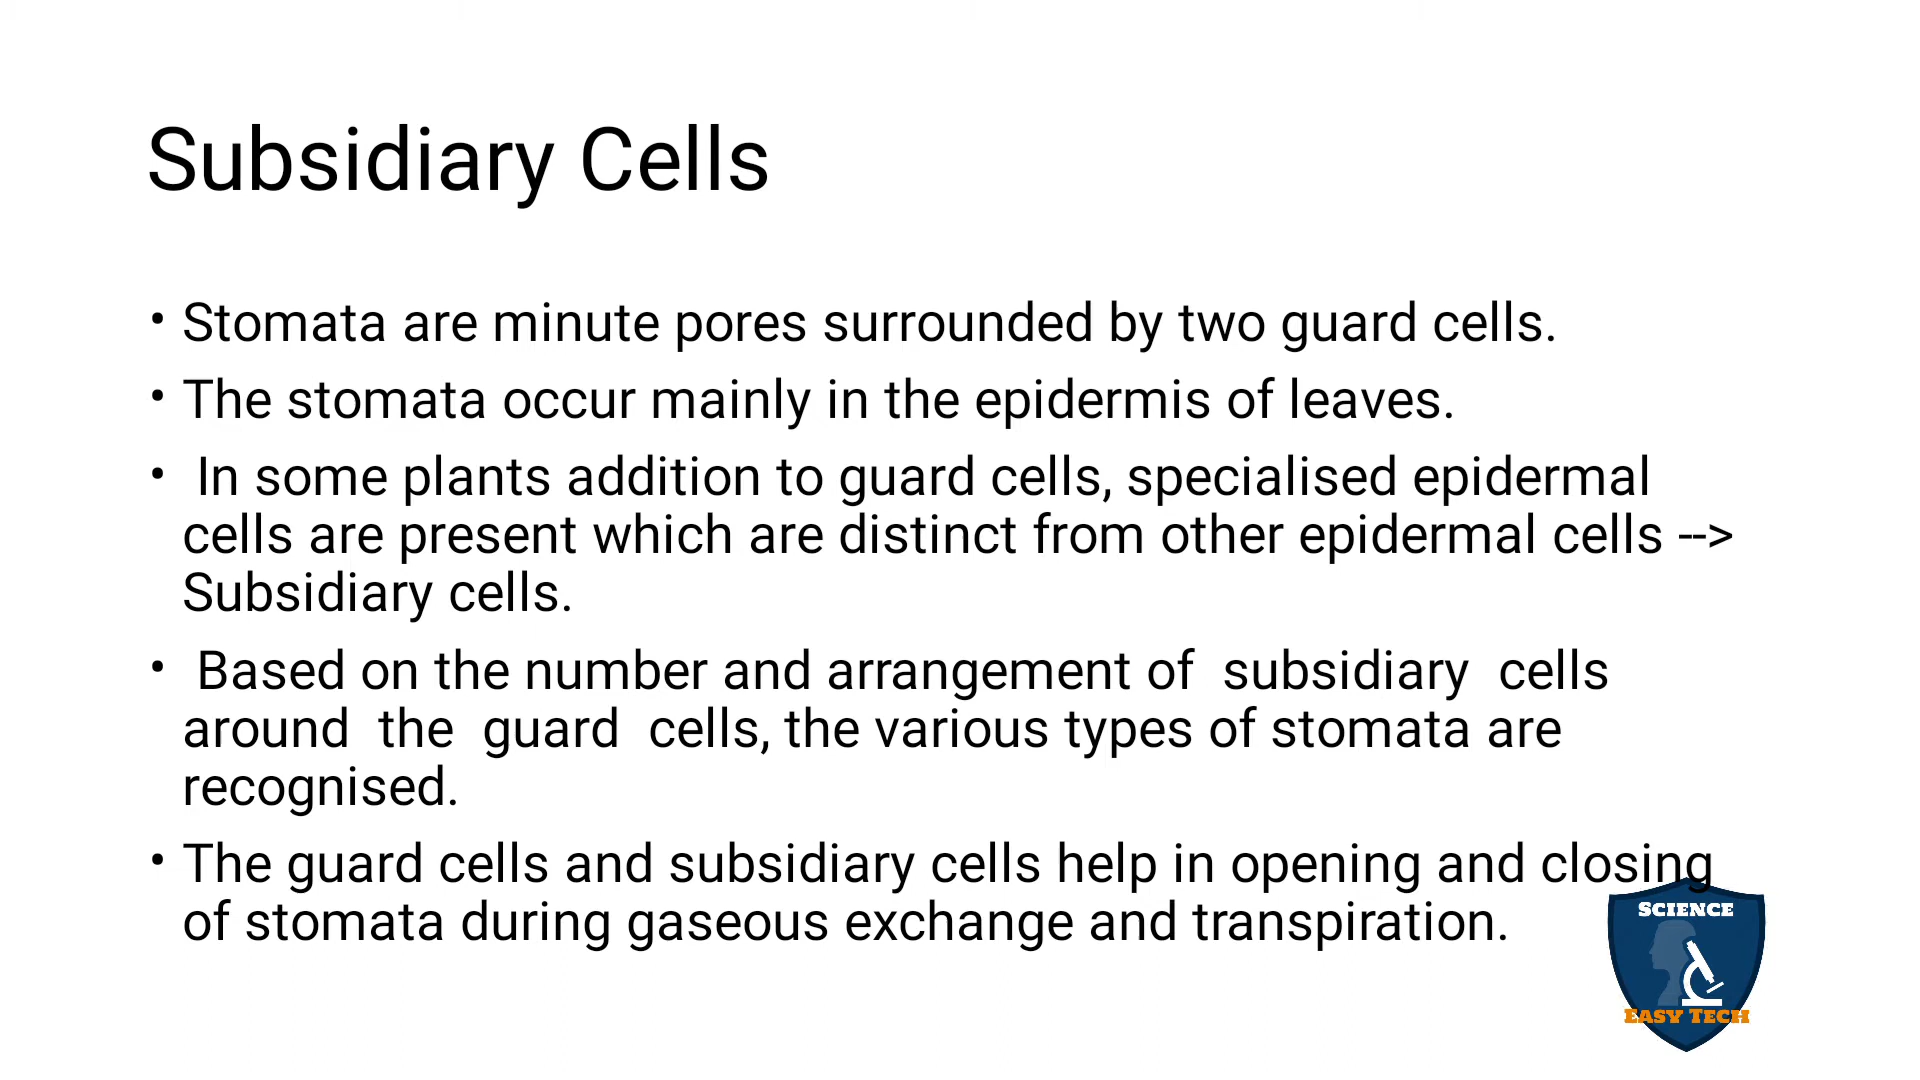 Subsidiary Cells
• Stomata are minute pores surrounded by two guard cells.
• The stomata occur mainly in the epidermis of leaves.
• In some plants addition to guard cells, specialised epidermal
cells are present which are distinct from other epidermal cells -->
Subsidiary cells.
• Based on the number and arrangement of subsidiary cells
around the guard cells, the various types of stomata are
recognised.
• The guard cells and subsidiary cells help in opening and closing
of stomata during gaseous exchange and transpiration.
SCIENCE
EASY TECH